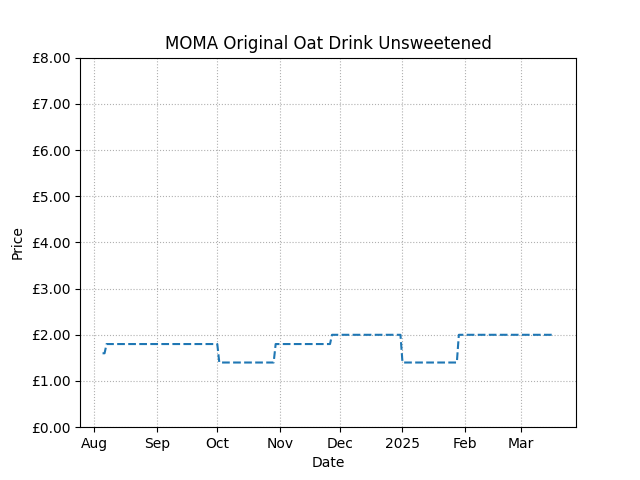 MOMA Original Oat Drink Unsweetened
£8.00
£7.00
£6.00
£5.00
£4.00
£3.00
£2.00
£1.00
£0.00
Price
Aug Sep Oct Nov Dec 2025 Feb Mar
Date